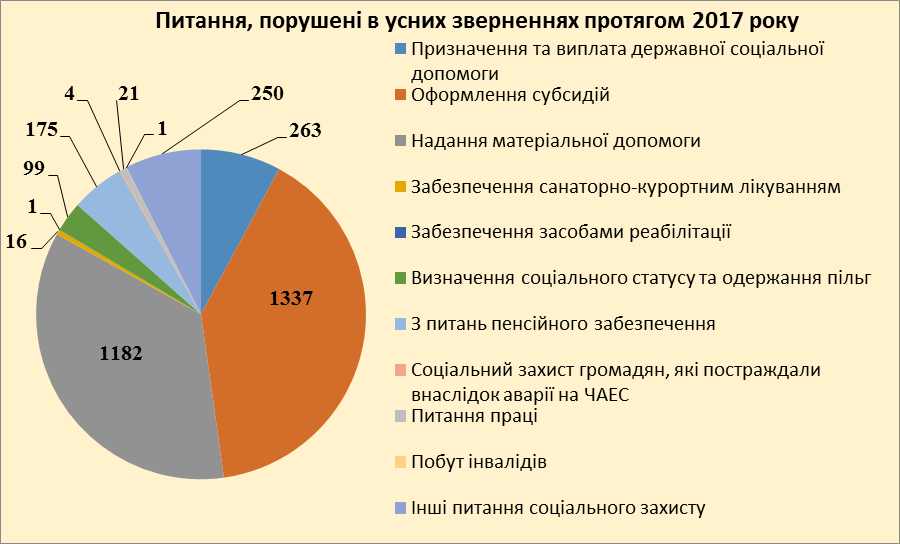 Питання, порушені в усних зверненнях протягом 2017 року
Призначення та виплата державної соціальної
допомоги
Оформлення субсидій
Надання матеріальної допомоги
Забезпечення санаторно-курортним лікуванням
Забезпечення засобами реабілітації
Визначення соціального статусу та одержання пільг
З питань пенсійного забезпечення
Соціальний захист громадян, які постраждали
внаслідок аварії на ЧАЕС
Питання праці
Побут інвалідів
Інші питання соціального захисту
263
1337
1182
16
1
99
175
4
21
1
250